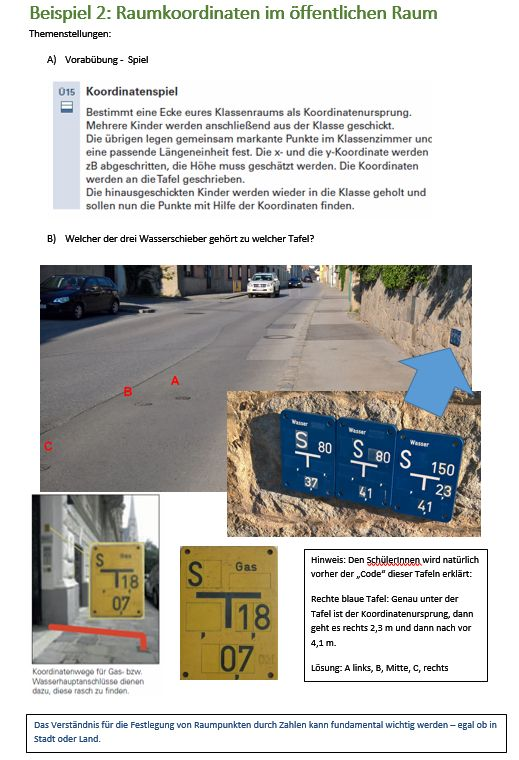 Beispiel 2: Raumkoordinaten im öffentlichen Raum
Themenstellungen:
A) Vorabübung - Spiel
Ü15 Koordinatenspiel
Bestimmt eine Ecke eures Klassenraums als Koordinatenursprung.
Mehrere Kinder werden anschließend aus der Klasse geschickt.
Die übrigen legen gemeinsam markante Punkte im Klassenzimmer und
eine passende Längeneinheit fest. Die x- und die y-Koordinate werden
zB abgeschritten, die Höhe muss geschätzt werden. Die Koordinaten
werden an die Tafel geschrieben.
Die hinausgeschickten Kinder werden wieder in die Klasse geholt und
sollen nun die Punkte mit Hilfe der Koordinaten finden.
B) Welcher der drei Wasserschieber gehört zu welcher Tafel?
A
B
C
Wasser
S 80
37
Wasser
S 80
41
Wasser
S 150
23
41
Gas
S
18
07
Gas
S
18
07
Koordinatenwege für Gas- bzw.
Wasserhauptanschlüsse dienen
dazu, diese rasch zu finden.
Hinweis: Den SchülerInnen wird natürlich
vorher der „Code“ dieser Tafeln erklärt:
Rechte blaue Tafel: Genau unter der
Tafel ist der Koordinatenursprung, dann
geht es rechts 2,3 m und dann nach vor
4,1 m.
Lösung: A links, B, Mitte, C, rechts
Das Verständnis für die Festlegung von Raumpunkten durch Zahlen kann fundamental wichtig werden – egal ob in
Stadt oder Land.